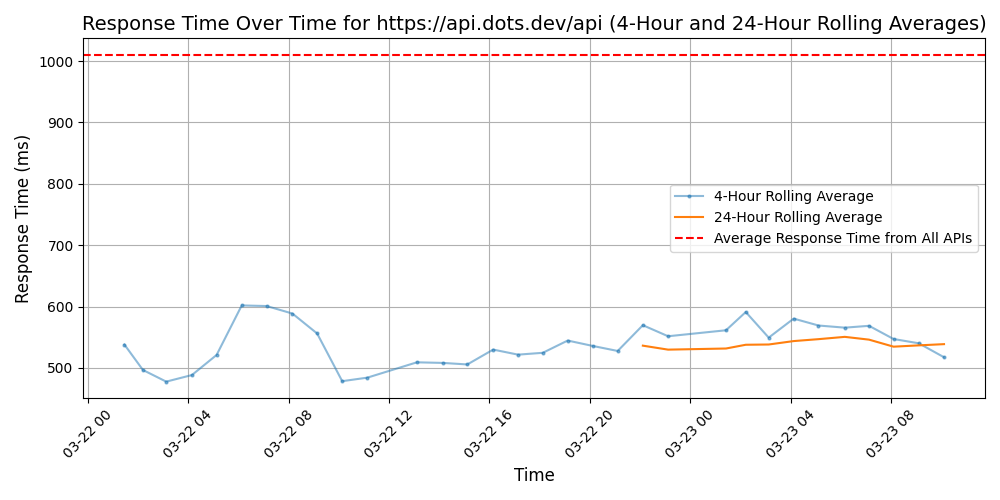 Response Time Over Time for https://api.dots.dev/api (4-Hour and 24-Hour Rolling Averages)
Response Time (ms)
1000
900
800
700
600
500
4-Hour Rolling Average
24-Hour Rolling Average
Average Response Time from All APIs
03-22 00
03-22 04
03-22 08
03-22 12
03-22 16
03-22 20
03-23 00
03-23 04
03-23 08
Time